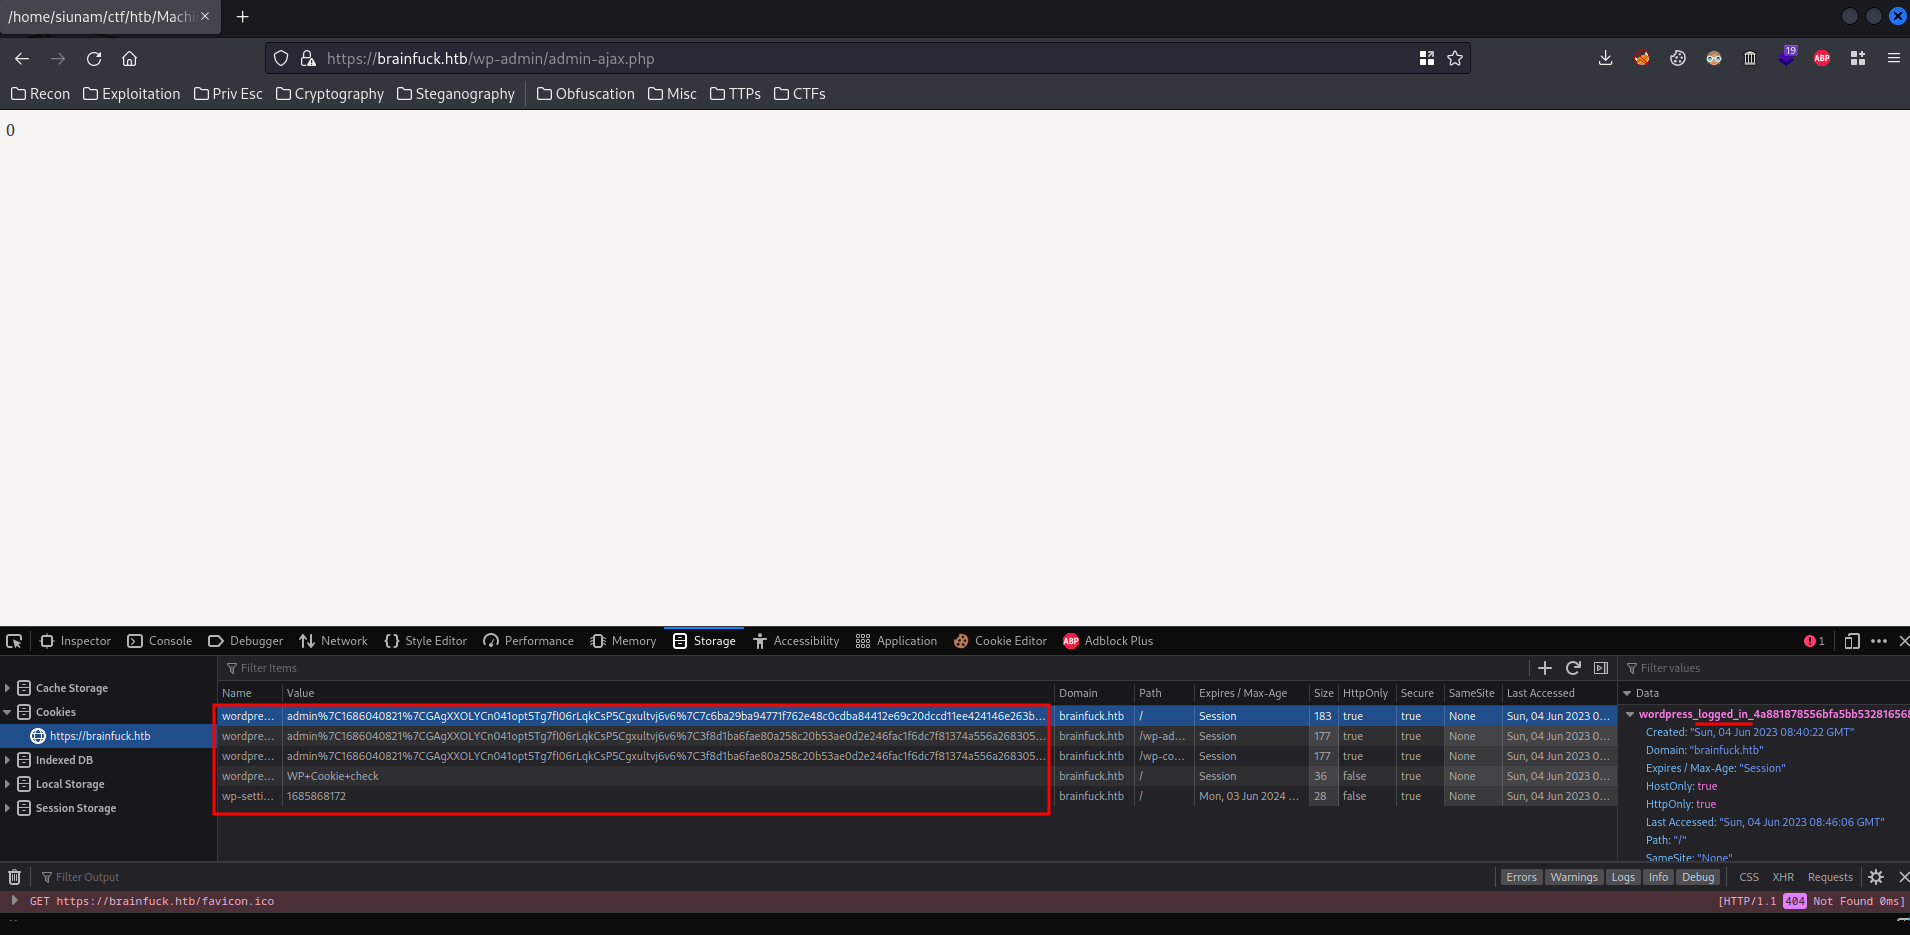 /home/siunam/ctf/htb/Machi
https://brainfuck.htb/wp-admin/admin-ajax.php
19
ABP
Recon Exploitation Priv Esc Cryptography Steganography Obfuscation Misc TTPs CTFs
0
Inspector Console Debugger Network Style Editor Performance Memory Storage Accessibility Application Cookie Editor ABP Adblock Plus 1
Filter Items
Filter values
Cache Storage
Cookies
https://brainfuck.htb
Indexed DB
Local Storage
Session Storage
Name Value Domain Path Expires / Max-Age Size HttpOnly Secure SameSite Last Accessed
wordpre... admin%7C1686040821%7CGAgXXOLYCn041opt5Tg7fI06rLqkCsP5Cgxultvj6v6%7C7c6ba29ba94771f762e48c0cdba84412e69c20dccd11ee424146e263b... brainfuck.htb / Session 183 true true None Sun, 04 Jun 2023 0...
wordpre... admin%7C1686040821%7CGAgXXOLYCn041opt5Tg7fI06rLqkCsP5Cgxultvj6v6%7C3f8d1ba6fae80a258c20b53ae0d2e246fac1f6dc7f81374a556a268305... brainfuck.htb /wp-ad... Session 177 true true None Sun, 04 Jun 2023 0...
wordpre... admin%7C1686040821%7CGAgXXOLYCn041opt5Tg7fI06rLqkCsP5Cgxultvj6v6%7C3f8d1ba6fae80a258c20b53ae0d2e246fac1f6dc7f81374a556a268305... brainfuck.htb /wp-co... Session 177 true true None Sun, 04 Jun 2023 0...
wordpre... WP+Cookie+check brainfuck.htb / Session 36 false true None Sun, 04 Jun 2023 0...
wp-setti... 1685868172 brainfuck.htb / Mon, 03 Jun 2024 ... 28 false true None Sun, 04 Jun 2023 0...
Data
wordpress_logged_in_4a881878556bfa5bb53281656
Created: "Sun, 04 Jun 2023 08:40:22 GMT"
Domain: "brainfuck.htb"
Expires / Max-Age: "Session"
HostOnly: true
HttpOnly: true
Last Accessed: "Sun, 04 Jun 2023 08:46:06 GMT"
Path: "/"
SameSite: "None"
Filter Output
Errors Warnings Logs Info Debug CSS XHR Requests
GET https://brainfuck.htb/favicon.ico
[HTTP/1.1 404 Not Found 0ms]